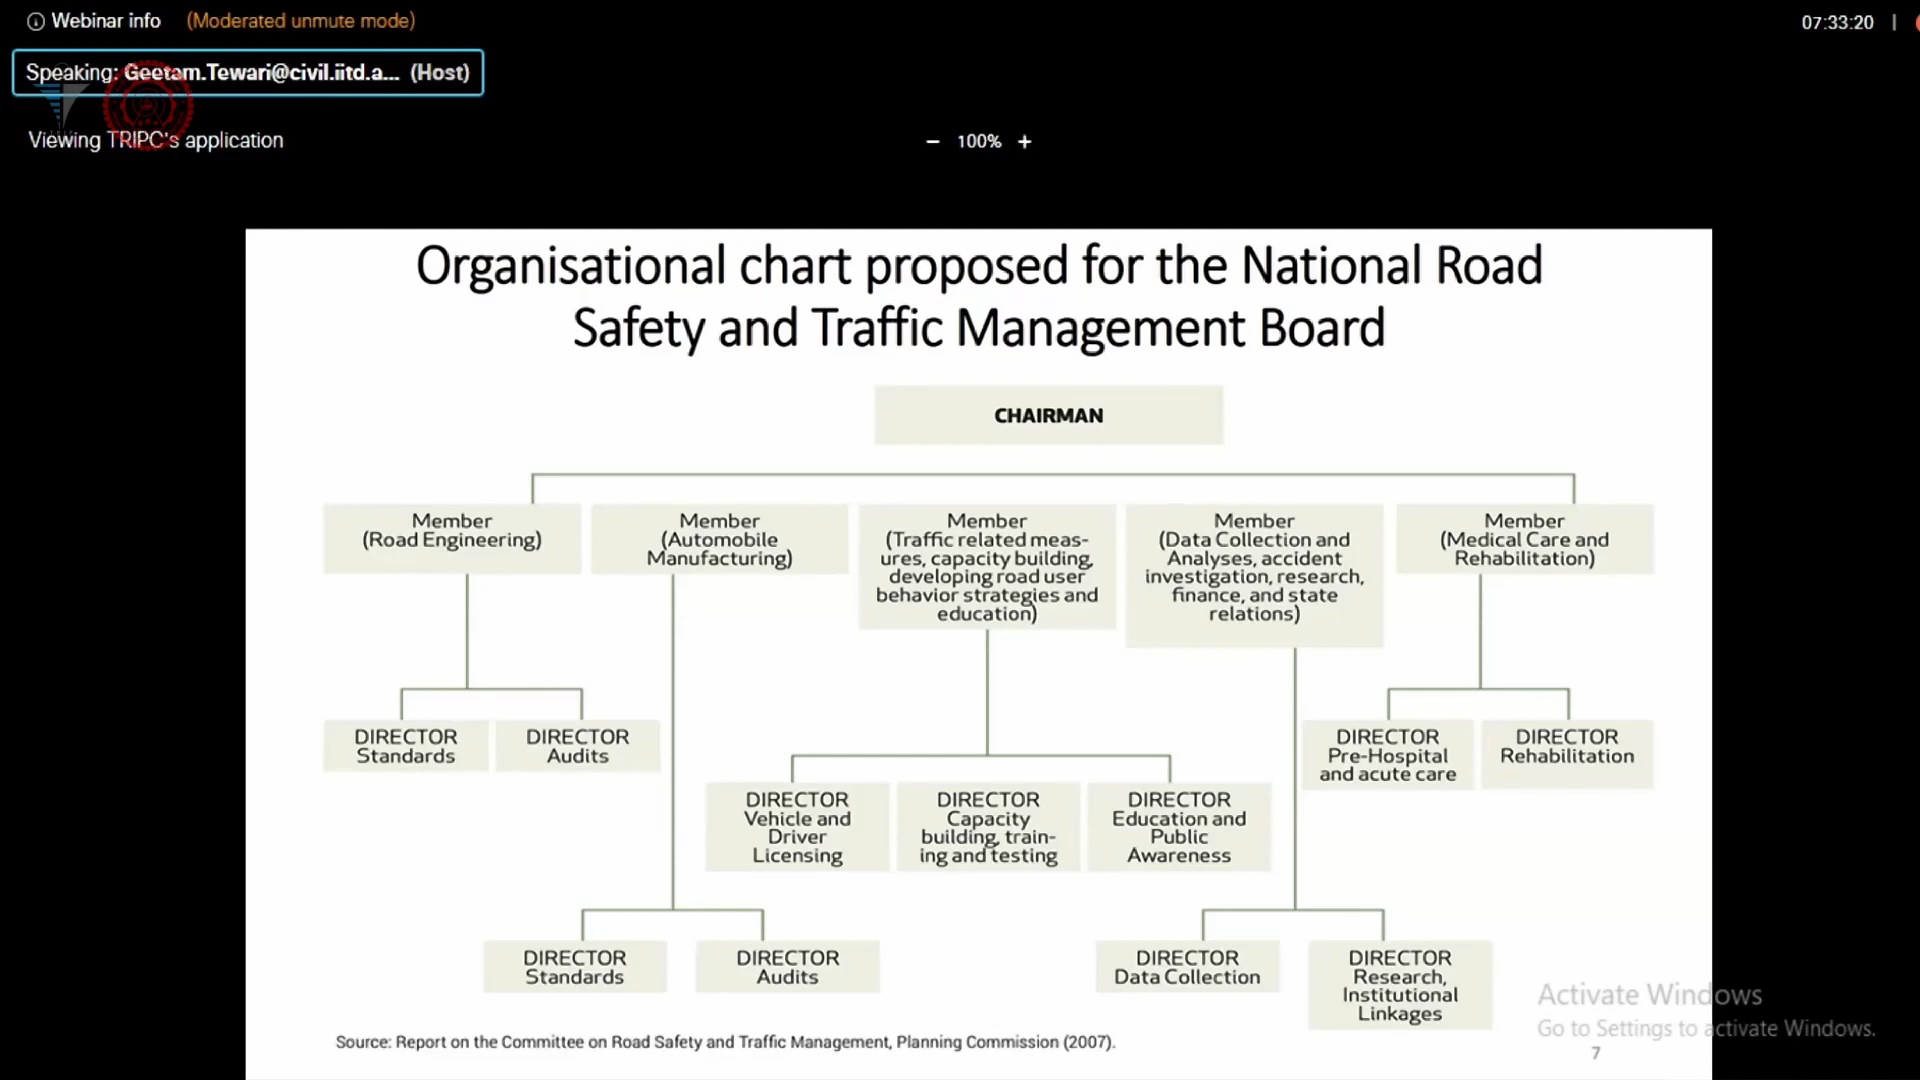 Webinar info (Moderated unmute mode)
07:33:20
Speaking: Geetam.Tewari@civil.iitd.a... (Host)
Viewing TRIPC's application
− 100% +
Organisational chart proposed for the National Road
Safety and Traffic Management Board
CHAIRMAN
Member
(Road Engineering)
Member
(Automobile
Manufacturing)
Member
(Traffic related meas-
ures, capacity building,
developing road user
behavior strategies and
education)
Member
(Data Collection and
Analyses, accident
investigation, research,
finance, and state
relations)
Member
(Medical Care and
Rehabilitation)
DIRECTOR
Standards
DIRECTOR
Audits
DIRECTOR
Pre-Hospital
and acute care
DIRECTOR
Rehabilitation
DIRECTOR
Vehicle and
Driver
Licensing
DIRECTOR
Capacity
building, train-
ing and testing
DIRECTOR
Education and
Public
Awareness
DIRECTOR
Standards
DIRECTOR
Audits
DIRECTOR
Data Collection
DIRECTOR
Research,
Institutional
Linkages
Source: Report on the Committee on Road Safety and Traffic Management, Planning Commission (2007).
Activate Windows
Go to Settings to activate Windows.
7